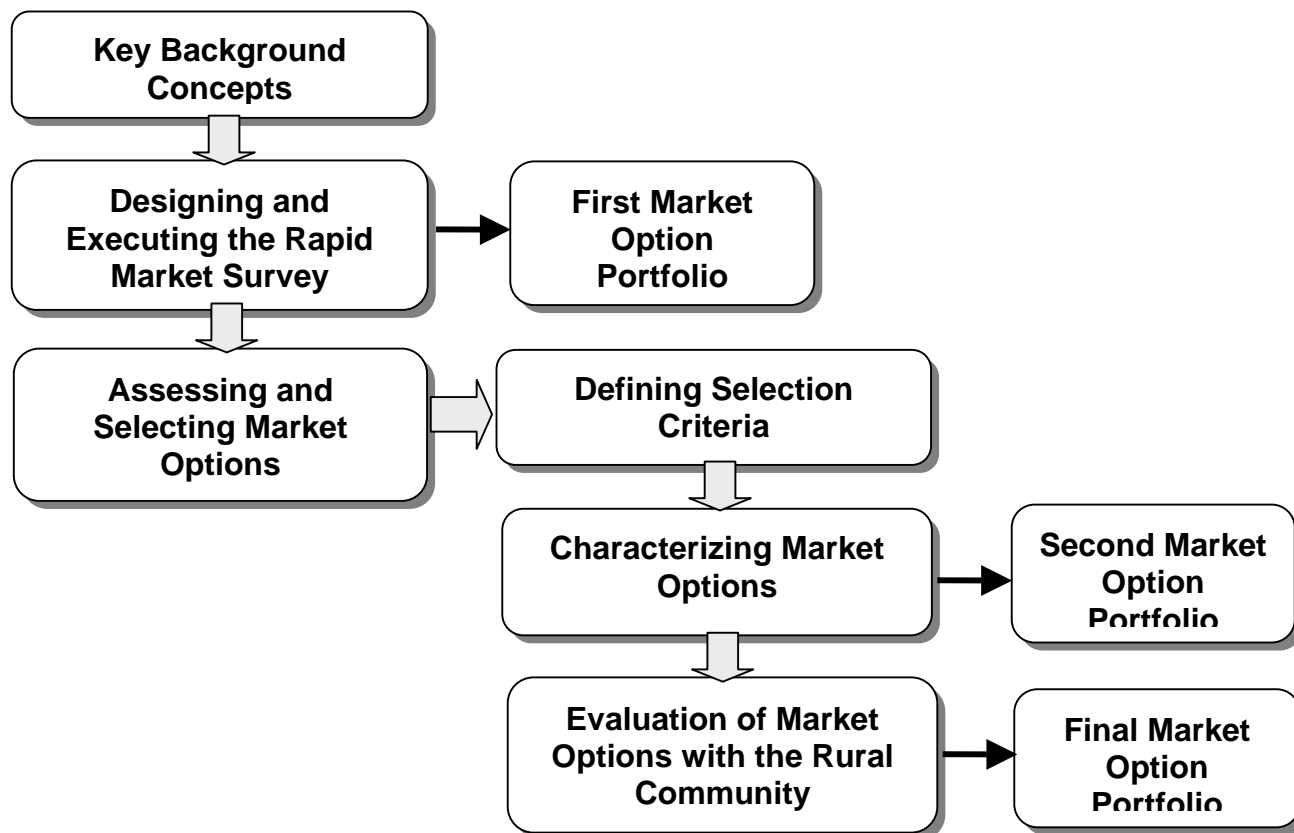 Key Background
Concepts
Designing and
Executing the Rapid
Market Survey
First Market
Option
Portfolio
Assessing and
Selecting Market
Options
Defining Selection
Criteria
Characterizing Market
Options
Second Market
Option
Portfolio
Evaluation of Market
Options with the Rural
Community
Final Market
Option
Portfolio